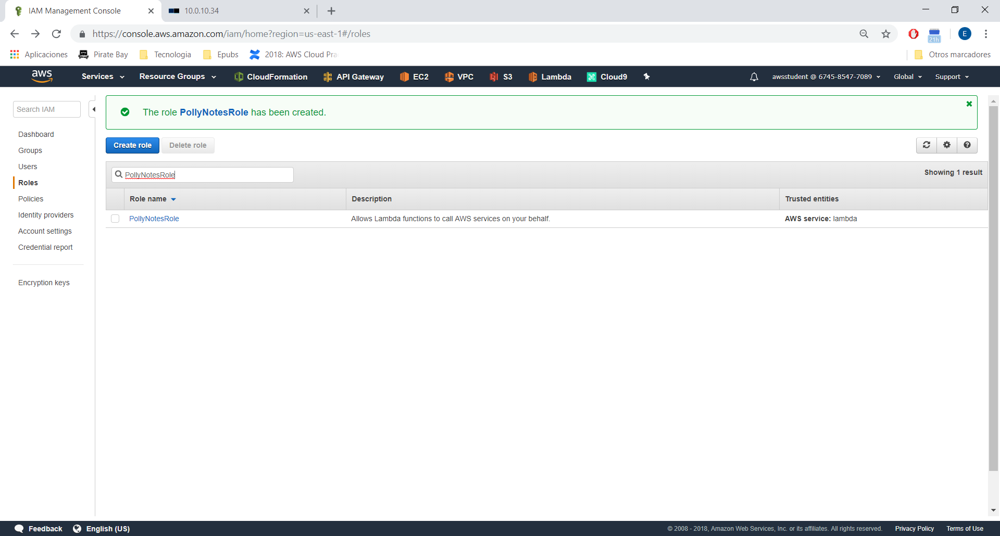 IAM Management Console
10.0.10.34
https://console.aws.amazon.com/iam/home?region=us-east-1#/roles
21h
E
Aplicaciones
Pirate Bay
Tecnologia
Epubs
2018: AWS Cloud Pra
Otros marcadores
aws
Services
Resource Groups
CloudFormation
API Gateway
EC2
VPC
S3
Lambda
Cloud9
awsstudent @ 6745-8547-7089
Global
Support
Search IAM
Dashboard
Groups
Users
Roles
Policies
Identity providers
Account settings
Credential report
Encryption keys
The role PollyNotesRole has been created.
Create role
Delete role
PollyNotesRole
Showing 1 result
Role name
Description
Trusted entities
PollyNotesRole
Allows Lambda functions to call AWS services on your behalf.
AWS service: lambda
Feedback
English (US)
© 2008 - 2018, Amazon Web Services, Inc. or its affiliates. All rights reserved.
Privacy Policy
Terms of Use